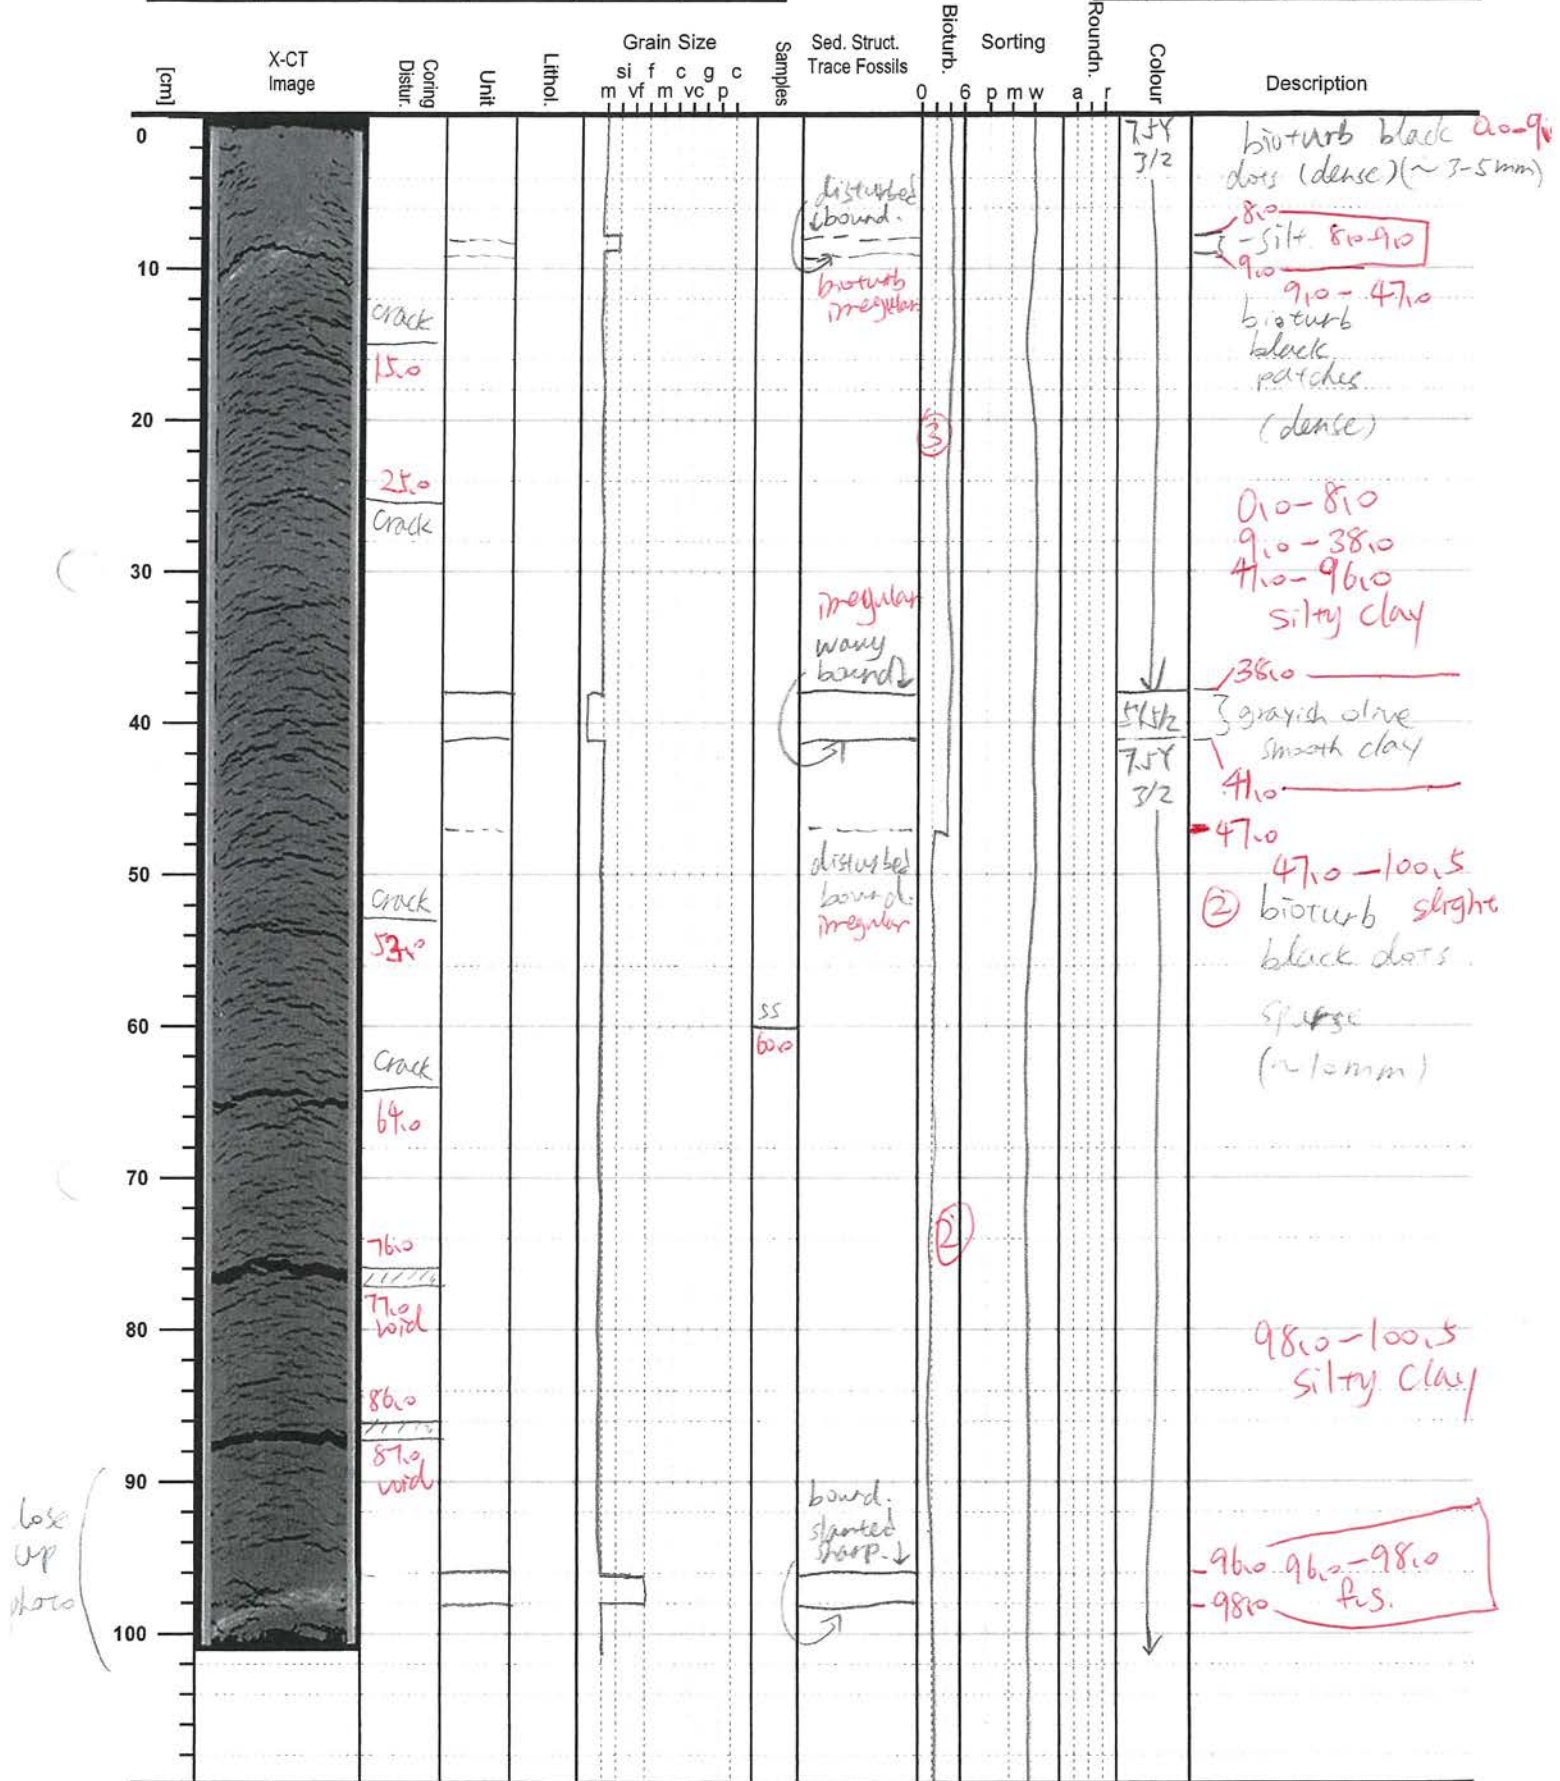 [cm]
X-CT
Image
Coring
Distur.
Unit
Lithol.
Grain Size
si f c g c
m vf m vc p
Samples
Sed. Struct.
Trace Fossils
Bioturb.
0 6
Sorting
p m w
Roundn.
a r
Colour
Description
0
10
20
30
40
50
60
70
80
90
100
crack
15.0
25.0
Crack
Crack
53.0
Crack
64.0
76.0
77.0
void
86.0
87.0
void
ss
60.0
disturbed
bound.
bioturb
irregular
irregular
wavy
bound
disturbed
bound.
irregular
bound.
slanted
sharp.
3
2
7.5Y
3/2
7.5Y
3/2
bioturb black
dots (dense) (~3-5mm)
8.0
- silt. 8.0-9.0
9.0
9.0 - 47.0
bioturb
black
patches
(dense)
0.0-8.0
9.0-38.0
41.0-96.0
silty clay
38.0
grayish olive
smooth clay
41.0
47.0
47.0-100.5
2 bioturb slight
black dots
sparse
(~10mm)
98.0-100.5
silty clay
96.0 96.0-98.0
98.0 f.s.
up
photo